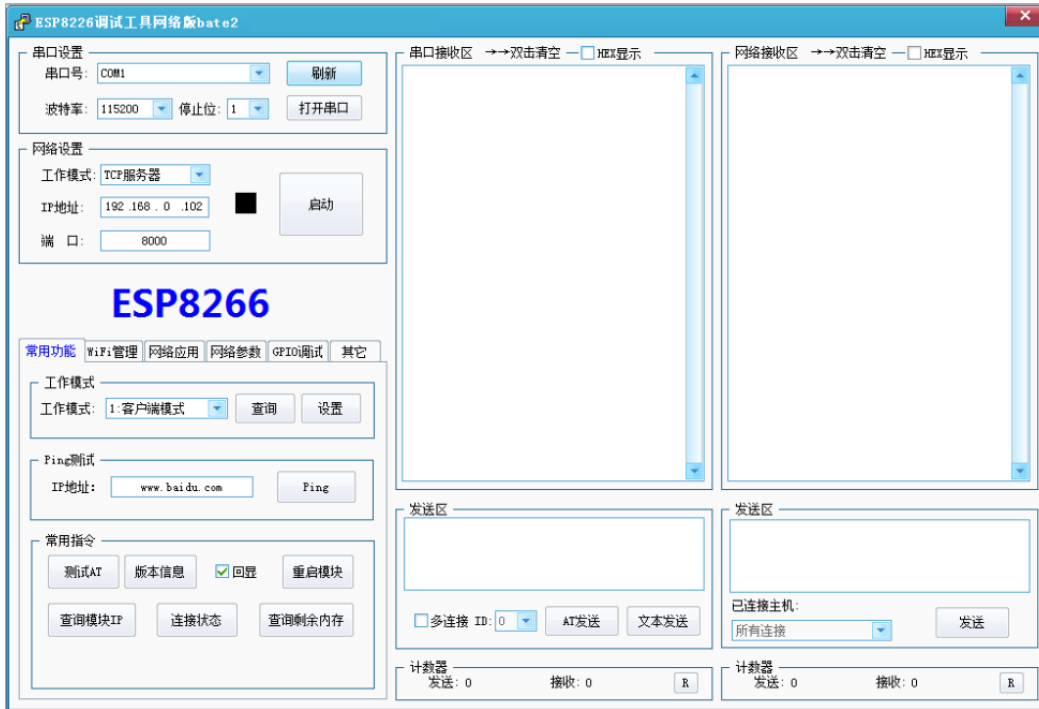 ESP8226调试工具网络版bate2
串口设置
串口号: COM1 刷新
波特率: 115200 停止位: 1 打开串口
网络设置
工作模式: TCP服务器
IP地址: 192 .168 . 0 .102 启动
端 口: 8000
ESP8266
常用功能 WiFi管理 网络应用 网络参数 GPIO调试 其它
工作模式
工作模式: 1:客户端模式 查询 设置
Ping测试
IP地址: www.baidu.com Ping
常用指令
测试AT 版本信息 回显 重启模块
查询模块IP 连接状态 查询剩余内存
串口接收区 →→双击清空 HEX显示
发送区
多连接 ID: 0 AT发送 文本发送
计数器
发送: 0 接收: 0 R
网络接收区 →→双击清空 HEX显示
发送区
已连接主机:
所有连接 发送
计数器
发送: 0 接收: 0 R